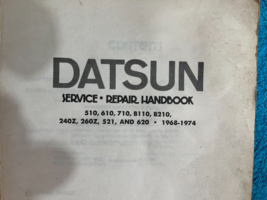 DATSUN
SERVICE • REPAIR HANDBOOK
510, 610, 710, B110, B210,
240Z, 260Z, 521, AND 620 • 1968-1974